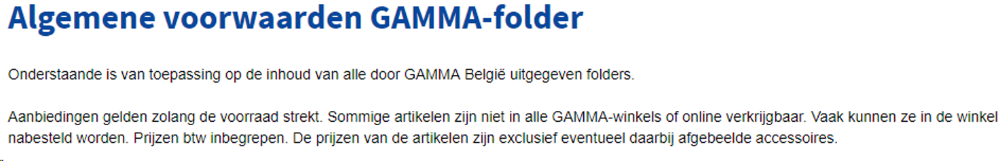 Algemene voorwaarden GAMMA-folder
Onderstaande is van toepassing op de inhoud van alle door GAMMA België uitgegeven folders.
Aanbiedingen gelden zolang de voorraad strekt. Sommige artikelen zijn niet in alle GAMMA-winkels of online verkrijgbaar. Vaak kunnen ze in de winkel
nabesteld worden. Prijzen btw inbegrepen. De prijzen van de artikelen zijn exclusief eventueel daarbij afgebeelde accessoires.